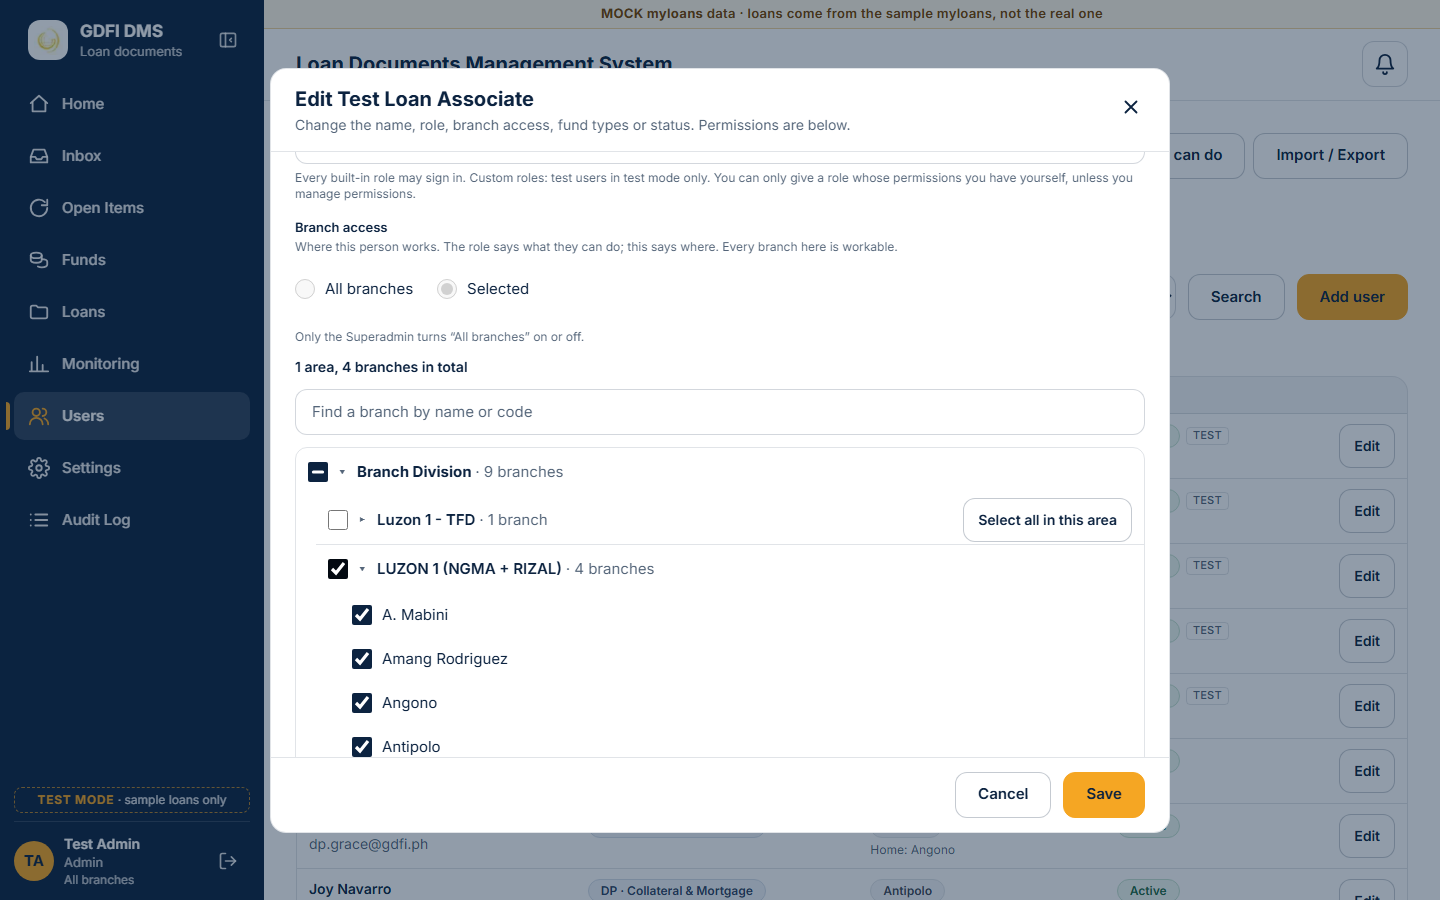 MOCK myloans data · loans come from the sample myloans, not the real one
GDFI DMS
Loan documents
Home
Inbox
Open Items
Funds
Loans
Monitoring
Users
Settings
Audit Log
TEST MODE · sample loans only
TA
Test Admin
Admin
All branches
Loan Documents Management System
can do
Import / Export
Search
Add user
Edit Test Loan Associate
Change the name, role, branch access, fund types or status. Permissions are below.
Every built-in role may sign in. Custom roles: test users in test mode only. You can only give a role whose permissions you have yourself, unless you
manage permissions.
Branch access
Where this person works. The role says what they can do; this says where. Every branch here is workable.
All branches
Selected
Only the Superadmin turns “All branches” on or off.
1 area, 4 branches in total
Find a branch by name or code
Branch Division · 9 branches
Luzon 1 - TFD · 1 branch
Select all in this area
LUZON 1 (NGMA + RIZAL) · 4 branches
A. Mabini
Amang Rodriguez
Angono
Antipolo
Cancel
Save
TEST
Edit
TEST
Edit
TEST
Edit
TEST
Edit
TEST
Edit
Edit
dp.grace@gdfi.ph
Home: Angono
Edit
Joy Navarro
DP · Collateral & Mortgage
Antipolo
Active
Edit